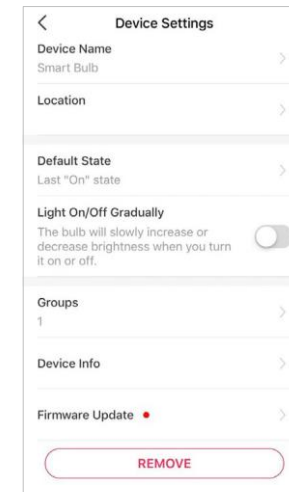 Device Settings
Device Name
Smart Bulb
Location
Default State
Last "On" state
Light On/Off Gradually
The bulb will slowly increase or
decrease brightness when you turn
it on or off.
Groups
1
Device Info
Firmware Update
REMOVE